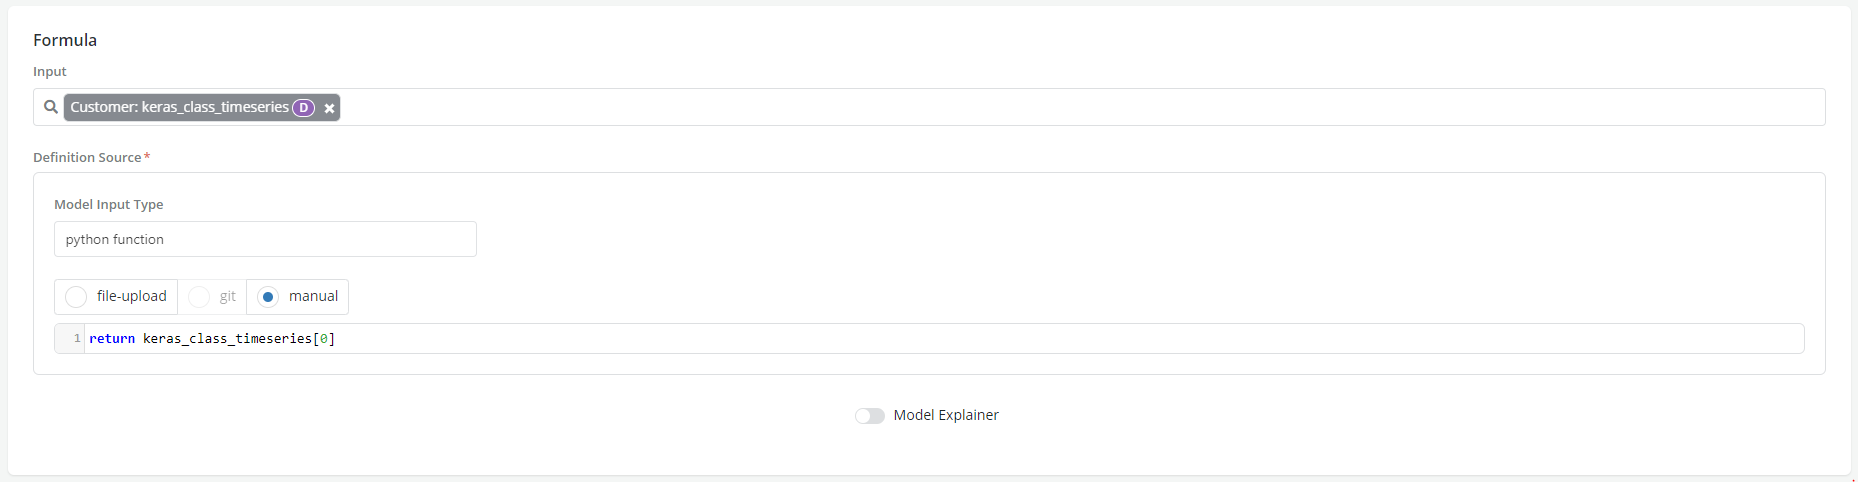 Formula
Input
Customer: keras_class_timeseries D ×
Definition Source*
Model Input Type
python function
file-upload git manual
1 return keras_class_timeseries[0]
Model Explainer